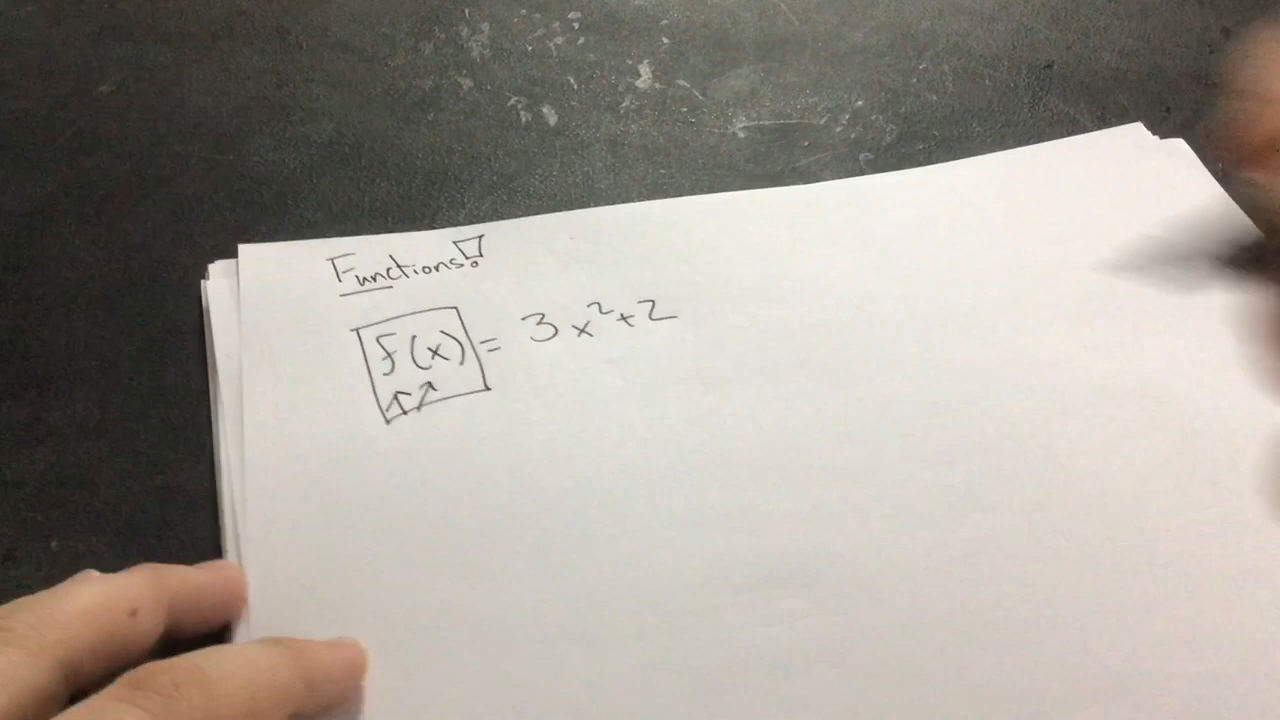 Functions!
f(x) = 3x²+2